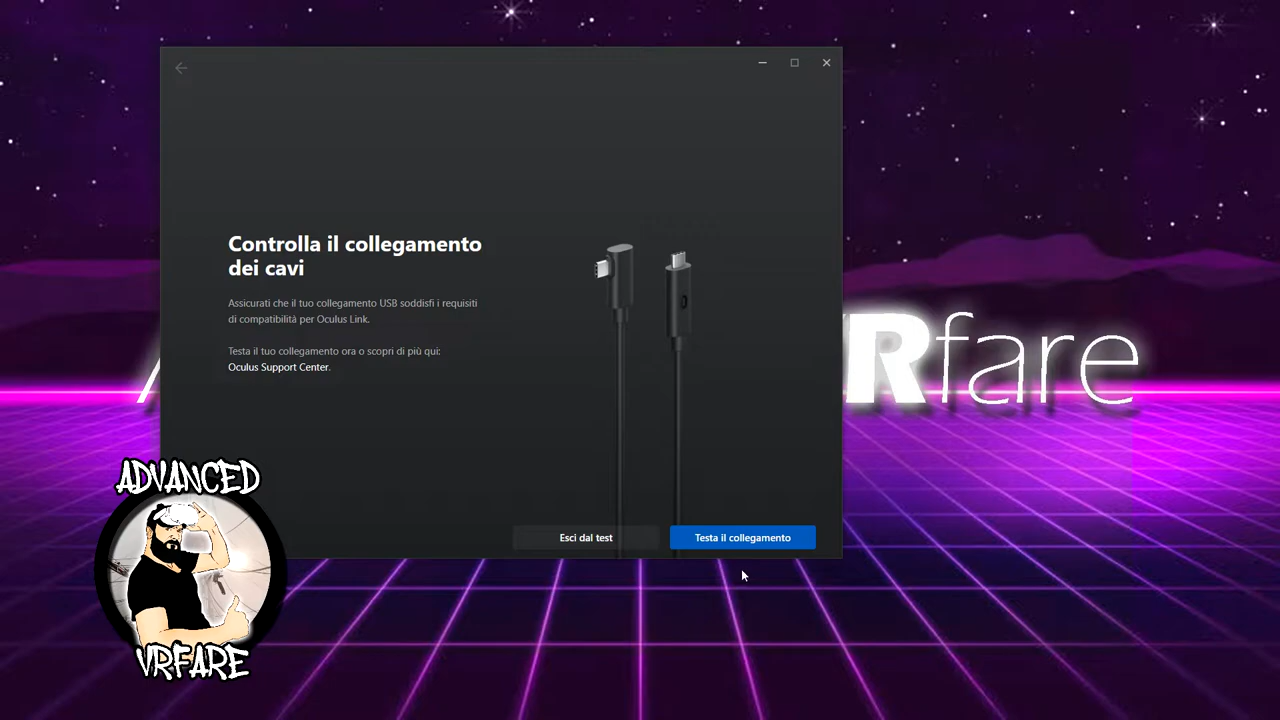 Controlla il collegamento
dei cavi
Assicurati che il tuo collegamento USB soddisfi i requisiti
di compatibilità per Oculus Link.
Testa il tuo collegamento ora o scopri di più qui:
Oculus Support Center.
Esci dal test
Testa il collegamento
Rfare
ADVANCED
VRFARE